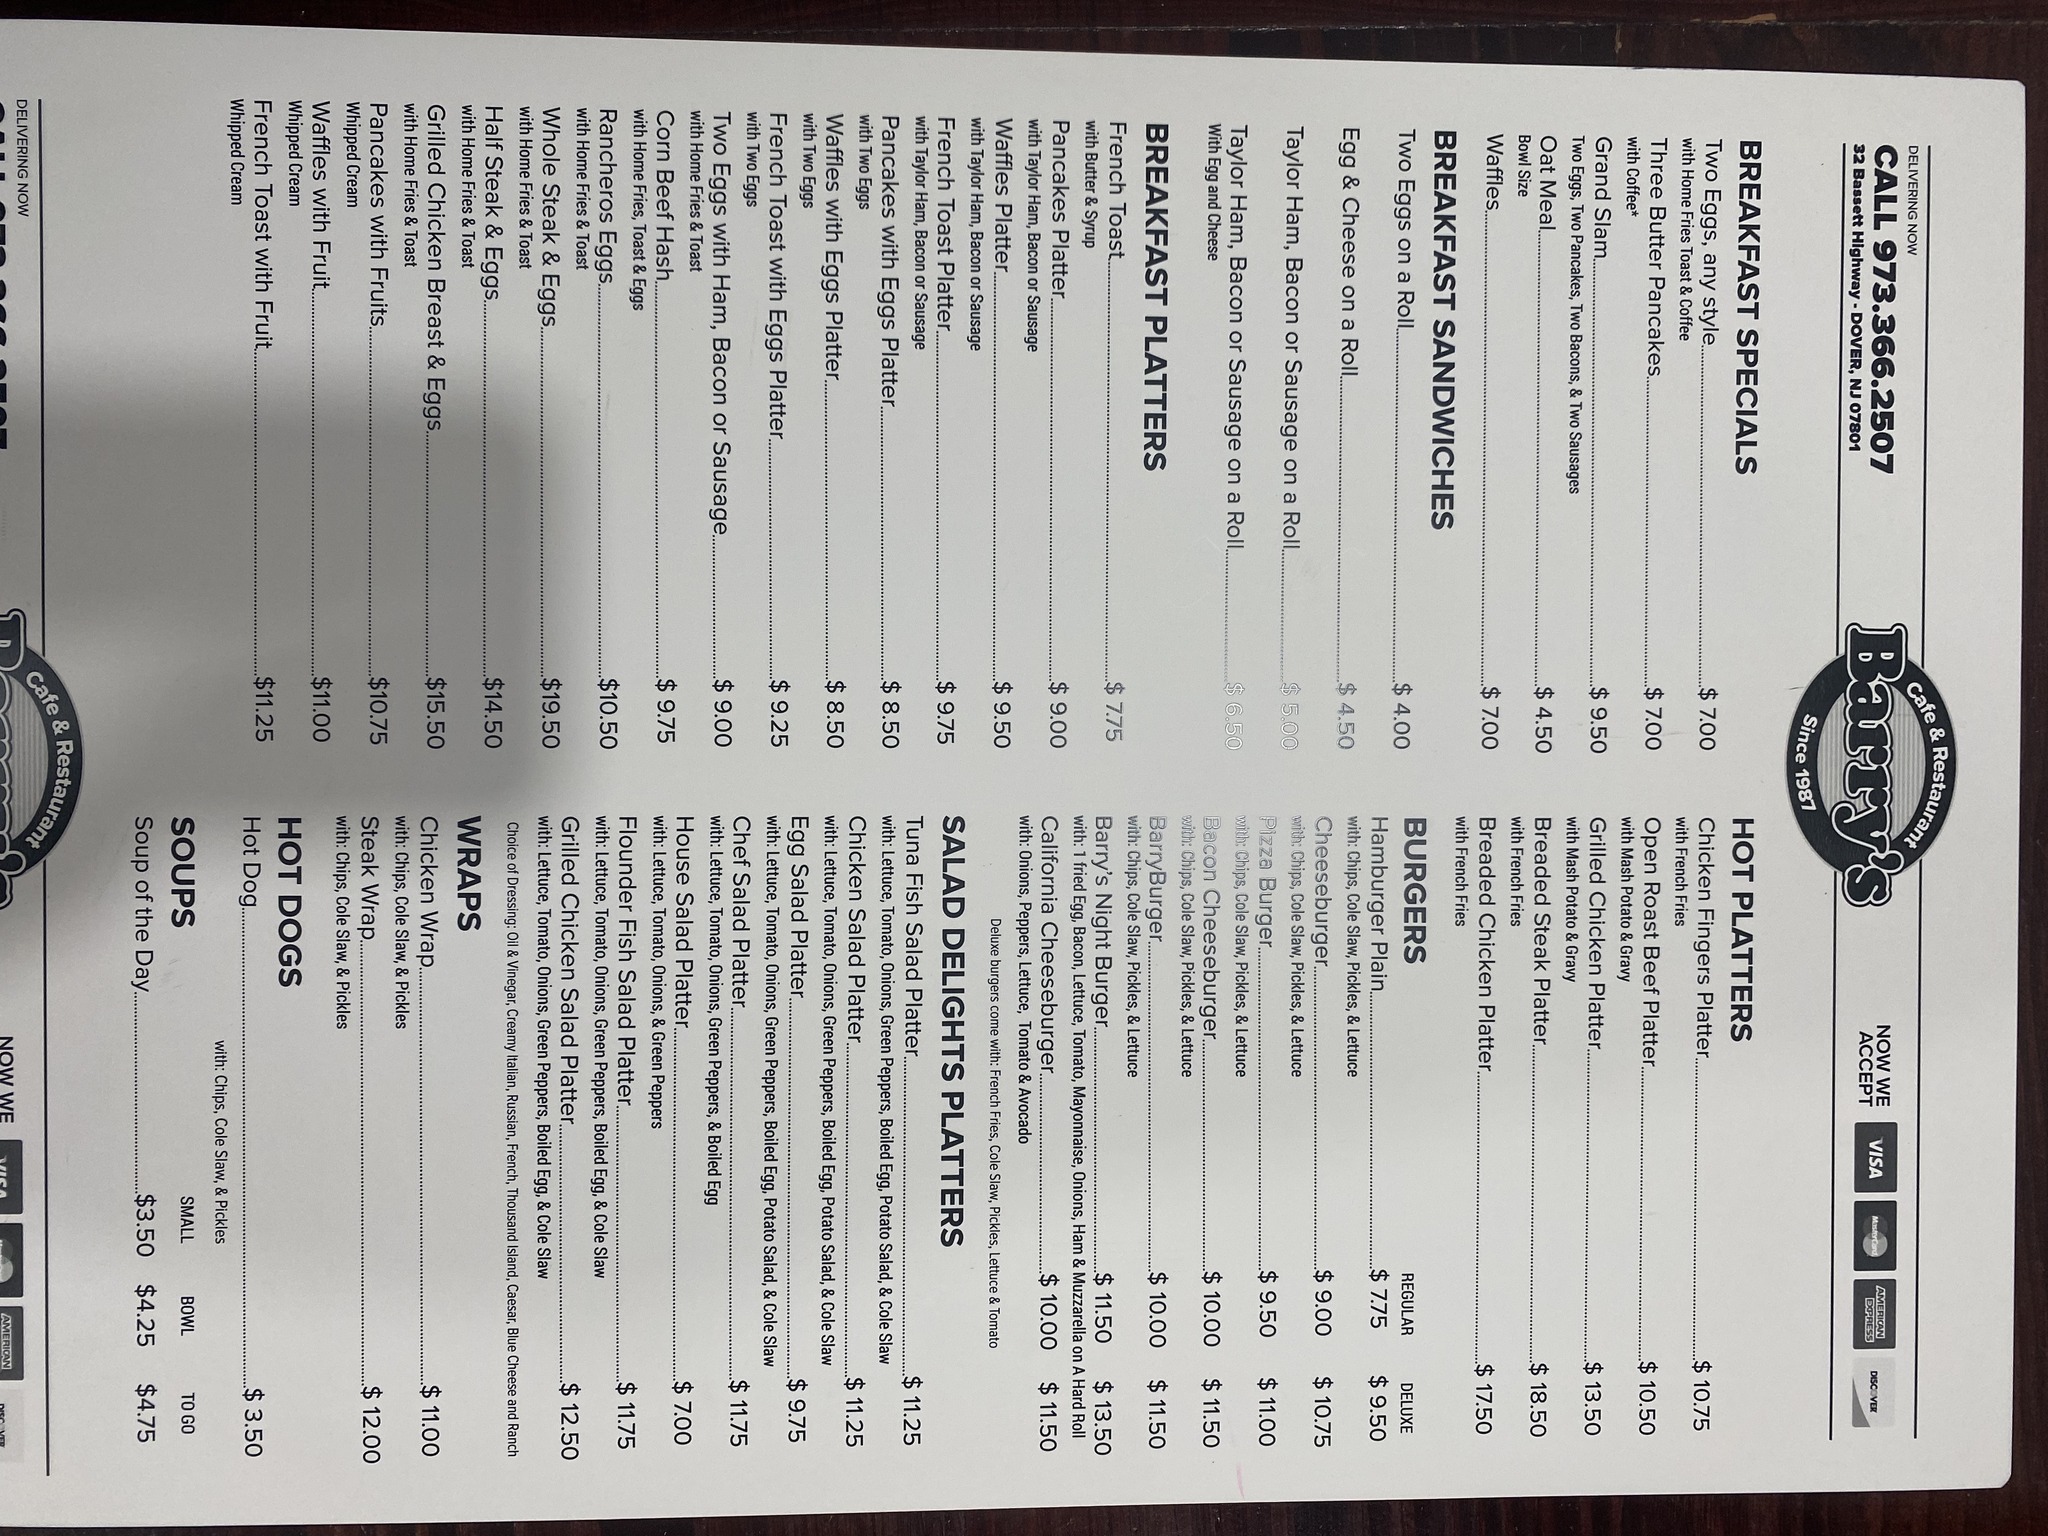 DELIVERING NOW
CALL 973.366.2507
32 Bassett Highway - DOVER, NJ 07801
Cafe & Restaurant
Barry's
Since 1987
NOW WE
ACCEPT
VISA
MasterCard
AMERICAN
EXPRESS
DISCOVER
BREAKFAST SPECIALS
Two Eggs, any style $ 7.00
with Home Fries Toast & Coffee
Three Butter Pancakes $ 7.00
with Coffee*
Grand Slam $ 9.50
Two Eggs, Two Pancakes, Two Bacons, & Two Sausages
Oat Meal $ 4.50
Bowl Size
Waffles $ 7.00
BREAKFAST SANDWICHES
Two Eggs on a Roll $ 4.00
Egg & Cheese on a Roll $ 4.50
Taylor Ham, Bacon or Sausage on a Roll $ 5.00
Taylor Ham, Bacon or Sausage on a Roll $ 6.50
With Egg and Cheese
BREAKFAST PLATTERS
French Toast $ 7.75
with Butter & Syrup
Pancakes Platter $ 9.00
with Taylor Ham, Bacon or Sausage
Waffles Platter $ 9.50
with Taylor Ham, Bacon or Sausage
French Toast Platter $ 9.75
with Taylor Ham, Bacon or Sausage
Pancakes with Eggs Platter $ 8.50
with Two Eggs
Waffles with Eggs Platter $ 8.50
with Two Eggs
French Toast with Eggs Platter $ 9.25
with Two Eggs
Two Eggs with Ham, Bacon or Sausage $ 9.00
with Home Fries & Toast
Corn Beef Hash $ 9.75
with Home Fries, Toast & Eggs
Rancheros Eggs $10.50
with Home Fries & Toast
Whole Steak & Eggs $19.50
with Home Fries & Toast
Half Steak & Eggs $14.50
with Home Fries & Toast
Grilled Chicken Breast & Eggs $15.50
with Home Fries & Toast
Pancakes with Fruits $10.75
Whipped Cream
Waffles with Fruit $11.00
Whipped Cream
French Toast with Fruit $11.25
Whipped Cream
HOT PLATTERS
Chicken Fingers Platter $ 10.75
with French Fries
Open Roast Beef Platter $ 10.50
with Mash Potato & Gravy
Grilled Chicken Platter $ 13.50
with Mash Potato & Gravy
Breaded Steak Platter $ 18.50
with French Fries
Breaded Chicken Platter $ 17.50
with French Fries
BURGERS REGULAR DELUXE
Hamburger Plain $ 7.75 $ 9.50
with: Chips, Cole Slaw, Pickles, & Lettuce
Cheeseburger $ 9.00 $ 10.75
with: Chips, Cole Slaw, Pickles, & Lettuce
Pizza Burger $ 9.50 $ 11.00
with: Chips, Cole Slaw, Pickles, & Lettuce
Bacon Cheeseburger $ 10.00 $ 11.50
with: Chips, Cole Slaw, Pickles, & Lettuce
BarryBurger $ 10.00 $ 11.50
with: Chips, Cole Slaw, Pickles, & Lettuce
Barry's Night Burger $ 11.50 $ 13.50
with: 1 fried Egg, Bacon, Lettuce, Tomato, Mayonnaise, Onions, Ham & Muzzarella on A Hard Roll
California Cheeseburger $ 10.00 $ 11.50
with: Onions, Peppers, Lettuce, Tomato & Avocado
Deluxe burgers come with: French Fries, Cole Slaw, Pickles, Lettuce & Tomato
SALAD DELIGHTS PLATTERS
Tuna Fish Salad Platter $ 11.25
with: Lettuce, Tomato, Onions, Green Peppers, Boiled Egg, Potato Salad, & Cole Slaw
Chicken Salad Platter $ 11.25
with: Lettuce, Tomato, Onions, Green Peppers, Boiled Egg, Potato Salad, & Cole Slaw
Egg Salad Platter $ 9.75
with: Lettuce, Tomato, Onions, Green Peppers, Boiled Egg, Potato Salad, & Cole Slaw
Chef Salad Platter $ 11.75
with: Lettuce, Tomato, Onions, Green Peppers, & Boiled Egg
House Salad Platter $ 7.00
with: Lettuce, Tomato, Onions, & Green Peppers
Flounder Fish Salad Platter $ 11.75
with: Lettuce, Tomato, Onions, Green Peppers, Boiled Egg, & Cole Slaw
Grilled Chicken Salad Platter $ 12.50
with: Lettuce, Tomato, Onions, Green Peppers, Boiled Egg, & Cole Slaw
Choice of Dressing: Oil & Vinegar, Creamy Italian, Russian, French, Thousand Island, Caesar, Blue Cheese and Ranch
WRAPS
Chicken Wrap $ 11.00
with: Chips, Cole Slaw, & Pickles
Steak Wrap $ 12.00
with: Chips, Cole Slaw, & Pickles
HOT DOGS
Hot Dog $ 3.50
with: Chips, Cole Slaw, & Pickles
SOUPS SMALL BOWL TO GO
Soup of the Day $3.50 $4.25 $4.75
DELIVERING NOW
CALL 973.366.2507
Cafe & Restaurant
Barry's
NOW WE
VISA
AMERICAN
DISCOVER